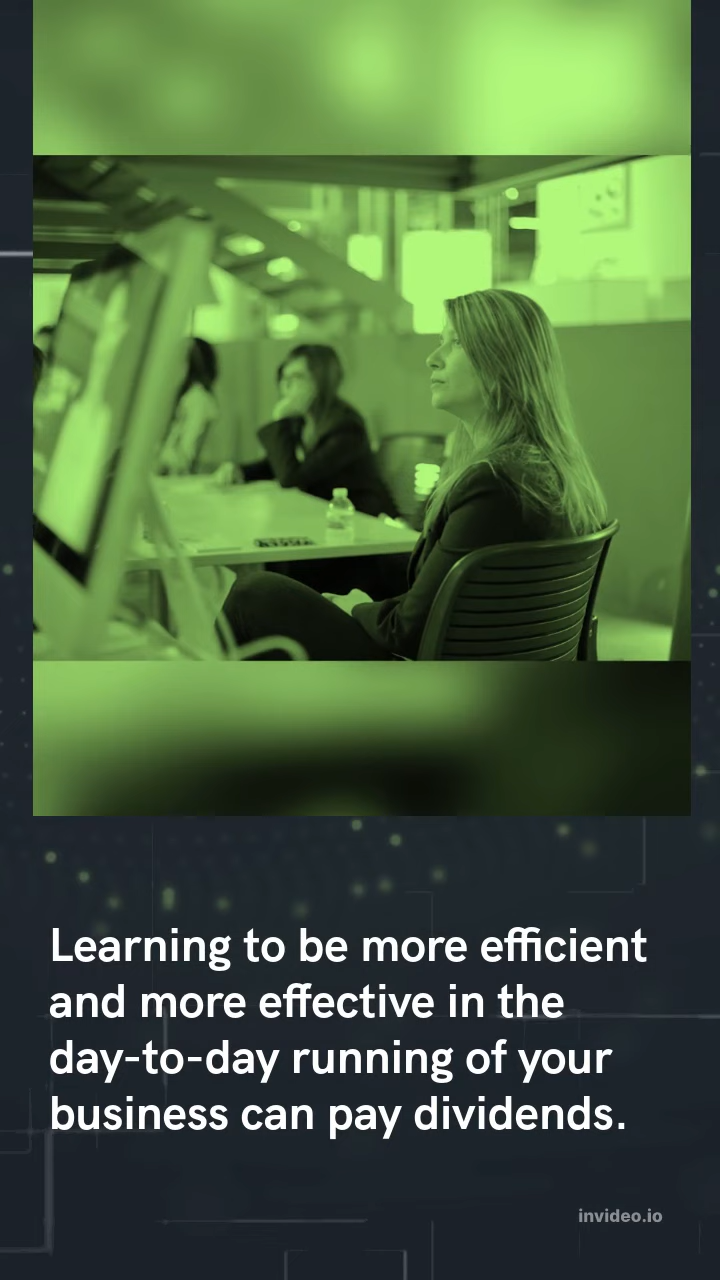 Learning to be more efficient
and more effective in the
day-to-day running of your
business can pay dividends.
invideo.io